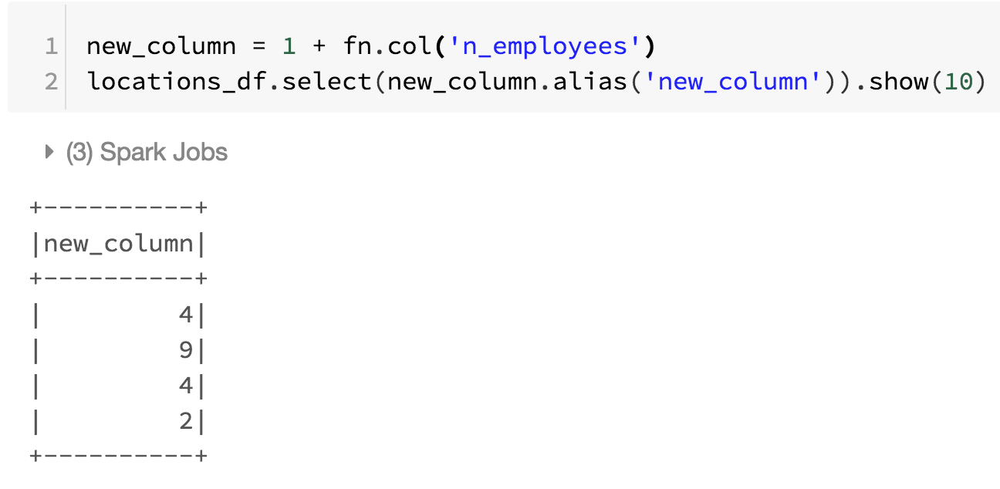 1 new_column = 1 + fn.col('n_employees')
2 locations_df.select(new_column.alias('new_column')).show(10)
(3) Spark Jobs
+----------+
|new_column|
+----------+
|         4|
|         9|
|         4|
|         2|
+----------+